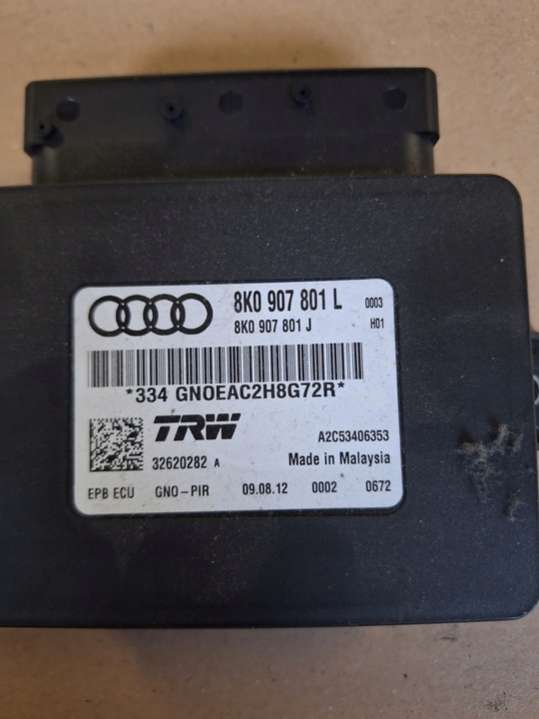 8K0 907 801 L 0003
8K0 907 801 J H01
*334 GNOEAC2H8G72R*
TRW A2C53406353
32620282 A Made in Malaysia
EPB ECU GNO-PIR 09.08.12 0002 0672